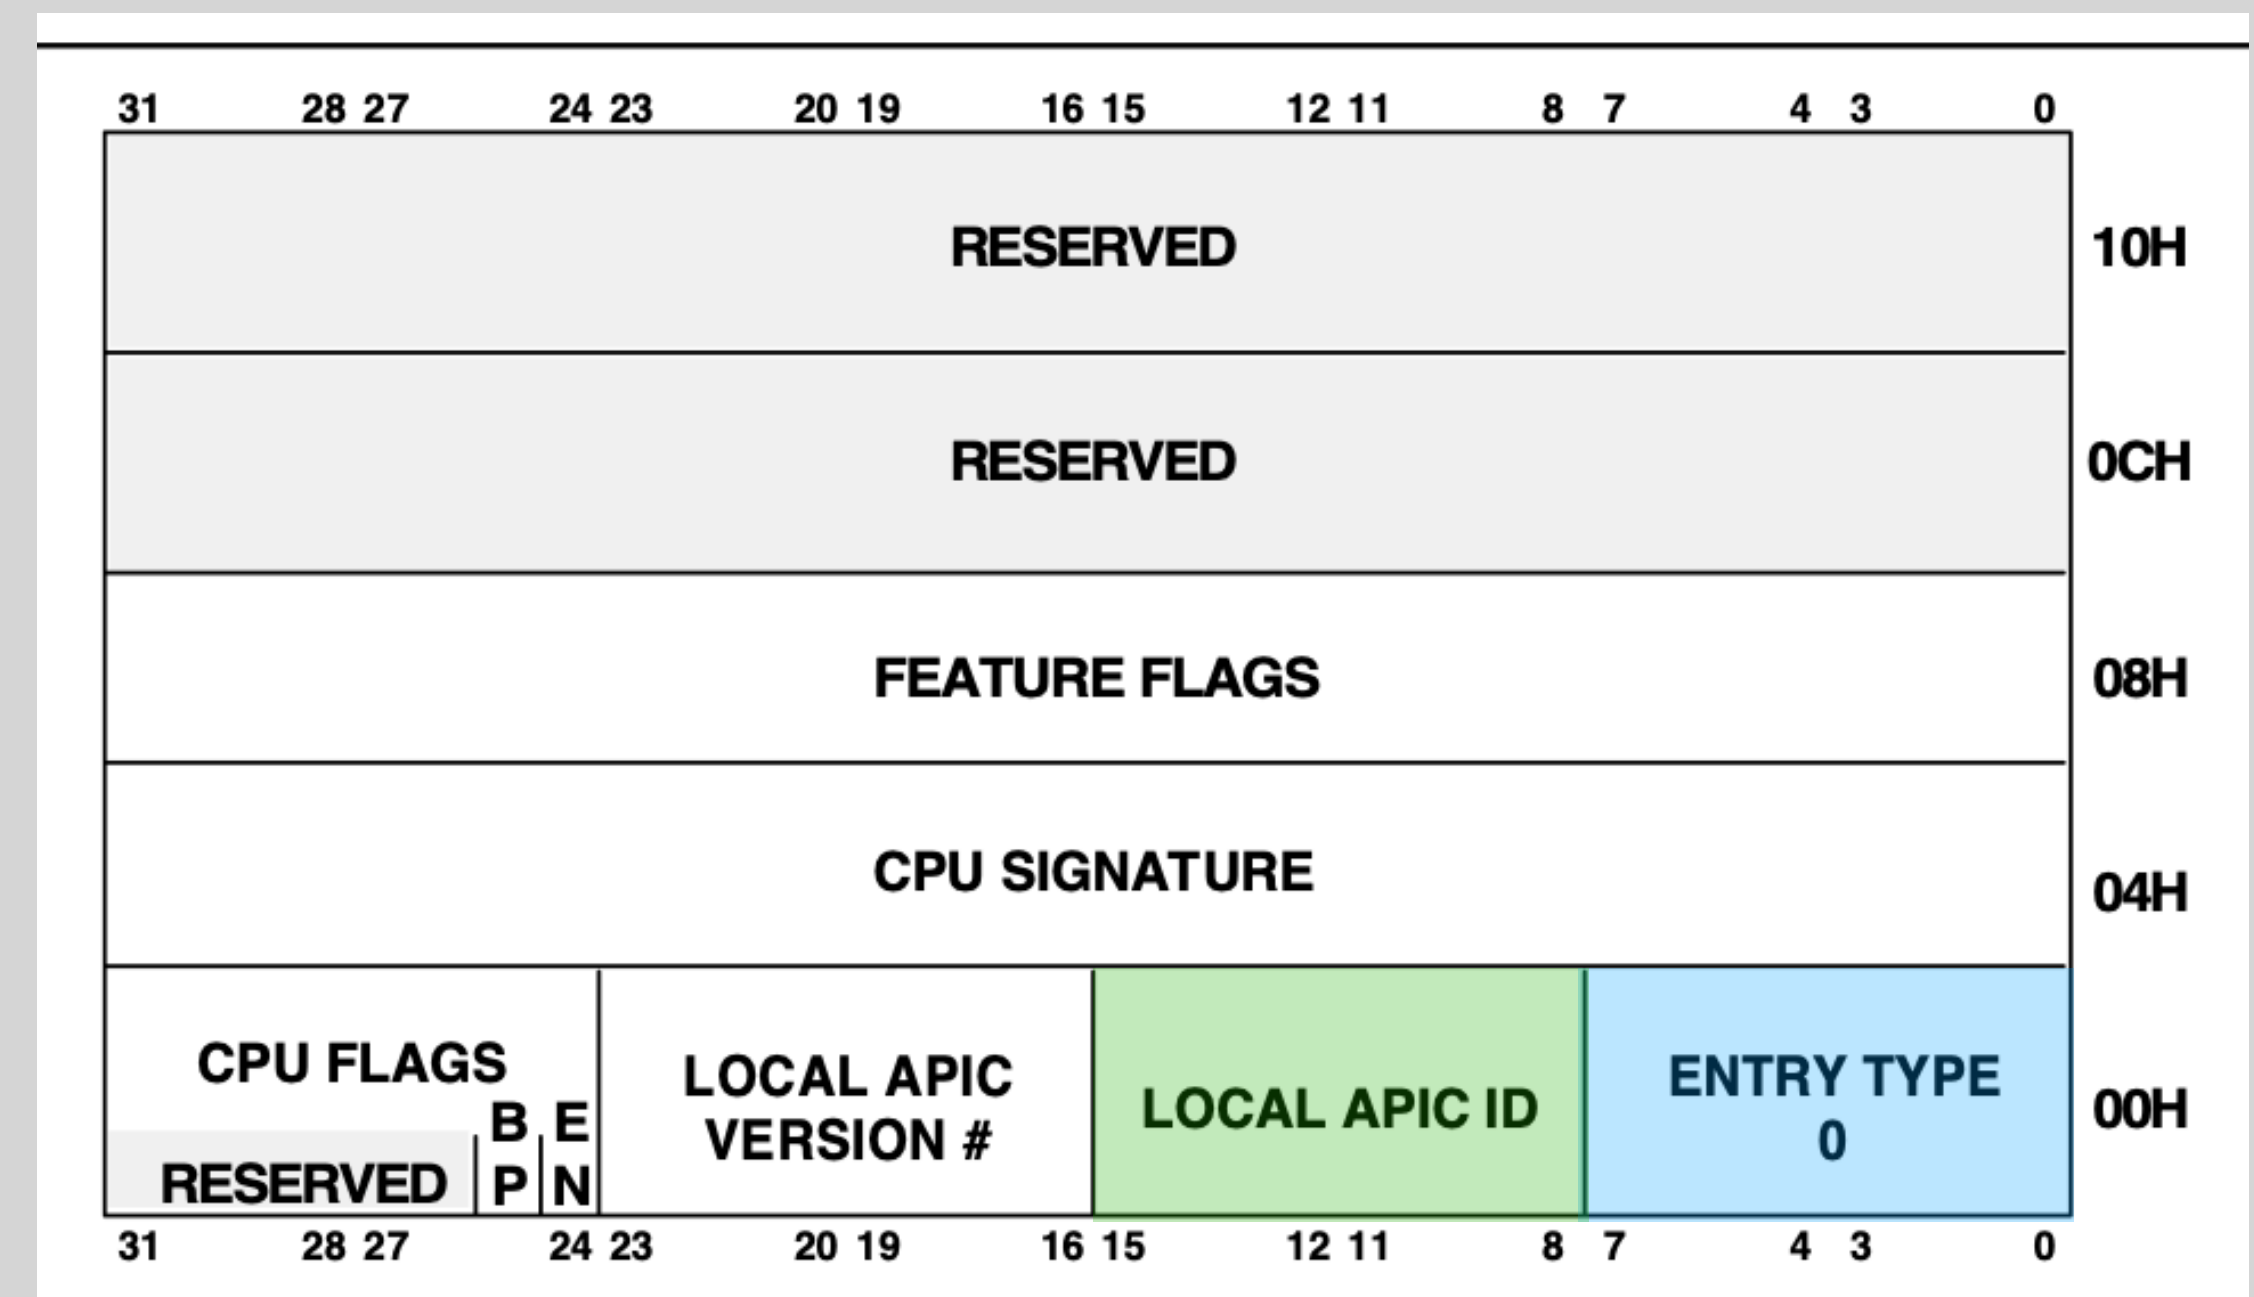 31 28 27 24 23 20 19 16 15 12 11 8 7 4 3 0
RESERVED 10H
RESERVED 0CH
FEATURE FLAGS 08H
CPU SIGNATURE 04H
CPU FLAGS
RESERVED
BP
EN
LOCAL APIC
VERSION #
LOCAL APIC ID
ENTRY TYPE
0
00H
31 28 27 24 23 20 19 16 15 12 11 8 7 4 3 0